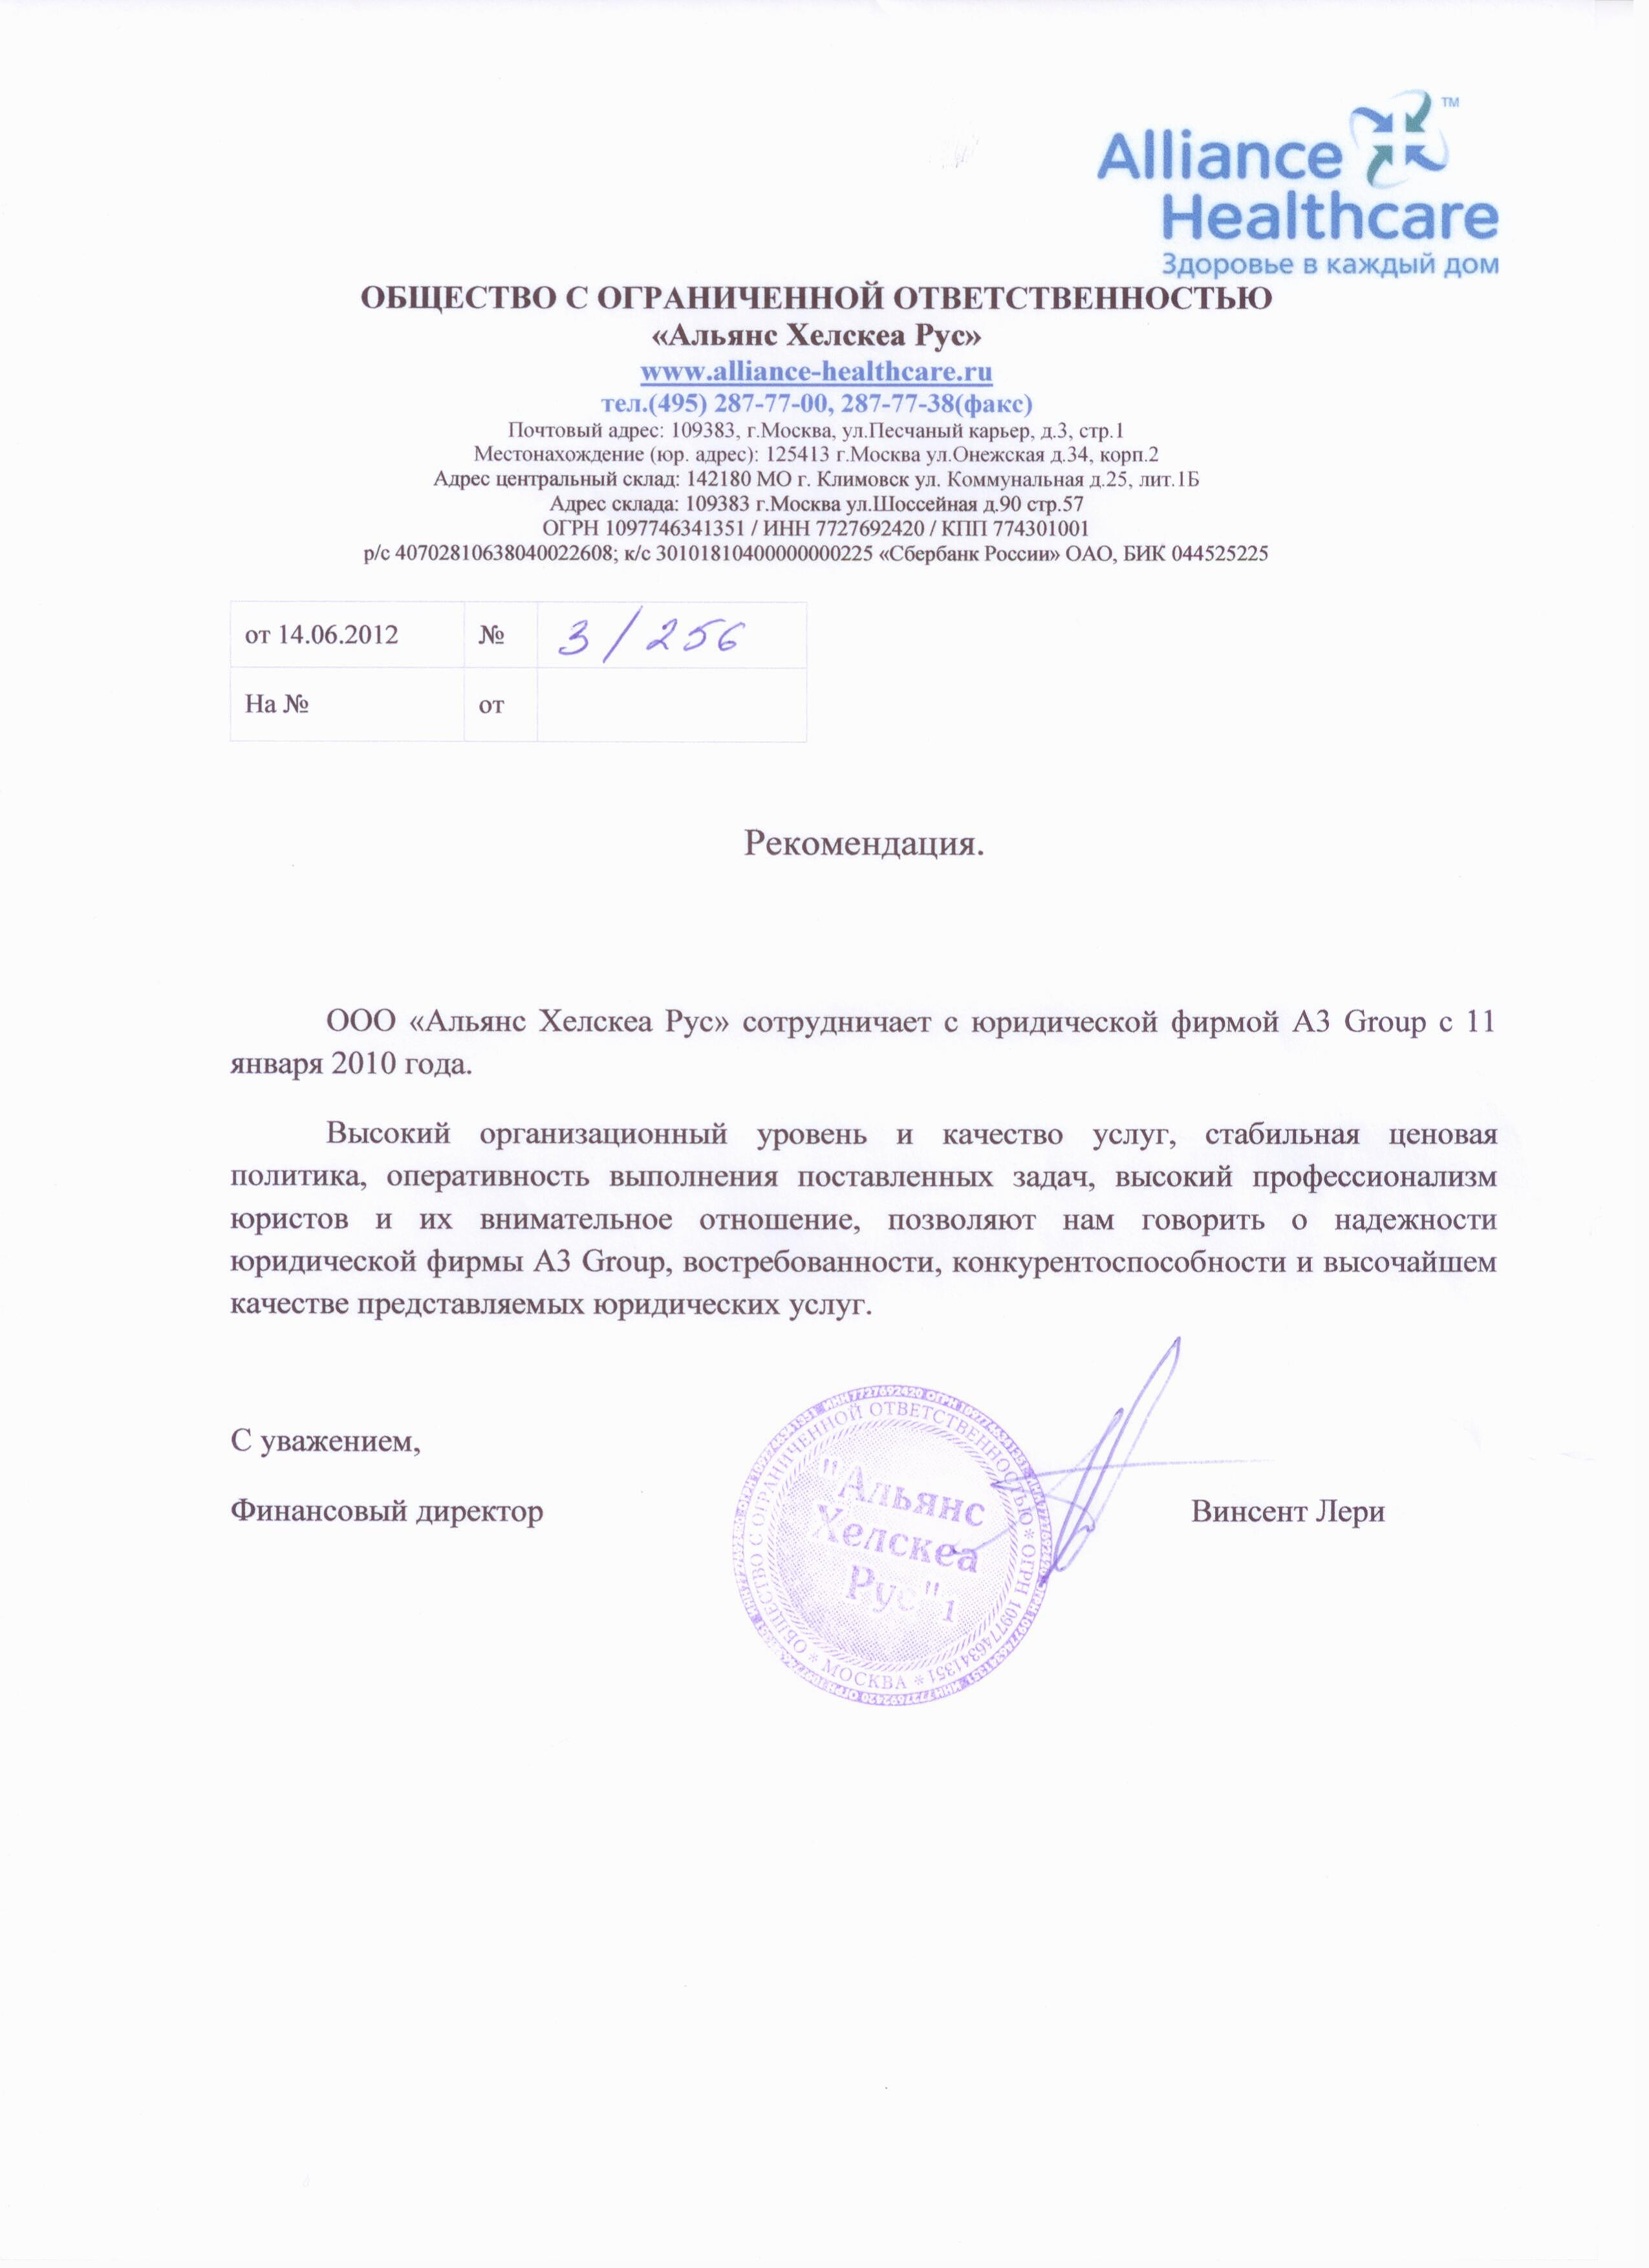 Alliance ™
Healthcare
Здоровье в каждый дом
ОБЩЕСТВО С ОГРАНИЧЕННОЙ ОТВЕТСТВЕННОСТЬЮ
«Альянс Хелскеа Рус»
www.alliance-healthcare.ru
тел.(495) 287-77-00, 287-77-38(факс)
Почтовый адрес: 109383, г.Москва, ул.Песчаный карьер, д.3, стр.1
Местонахождение (юр. адрес): 125413 г.Москва ул.Онежская д.34, корп.2
Адрес центральный склад: 142180 МО г. Климовск ул. Коммунальная д.25, лит.1Б
Адрес склада: 109383 г.Москва ул.Шоссейная д.90 стр.57
ОГРН 1097746341351 / ИНН 7727692420 / КПП 774301001
р/с 40702810638040022608; к/с 30101810400000000225 «Сбербанк России» ОАО, БИК 044525225
от 14.06.2012 № 3/256
На № от
Рекомендация.
ООО «Альянс Хелскеа Рус» сотрудничает с юридической фирмой А3 Group с 11
января 2010 года.
Высокий организационный уровень и качество услуг, стабильная ценовая
политика, оперативность выполнения поставленных задач, высокий профессионализм
юристов и их внимательное отношение, позволяют нам говорить о надежности
юридической фирмы А3 Group, востребованности, конкурентоспособности и высочайшем
качестве представляемых юридических услуг.
С уважением,
Финансовый директор Винсент Лери
ИНН 7727692420 ОГРН 1097746341351
ОБЩЕСТВО С ОГРАНИЧЕННОЙ ОТВЕТСТВЕННОСТЬЮ * ОГРН 1097746341351 * МОСКВА *
"Альянс
Хелскеа
Рус" 1